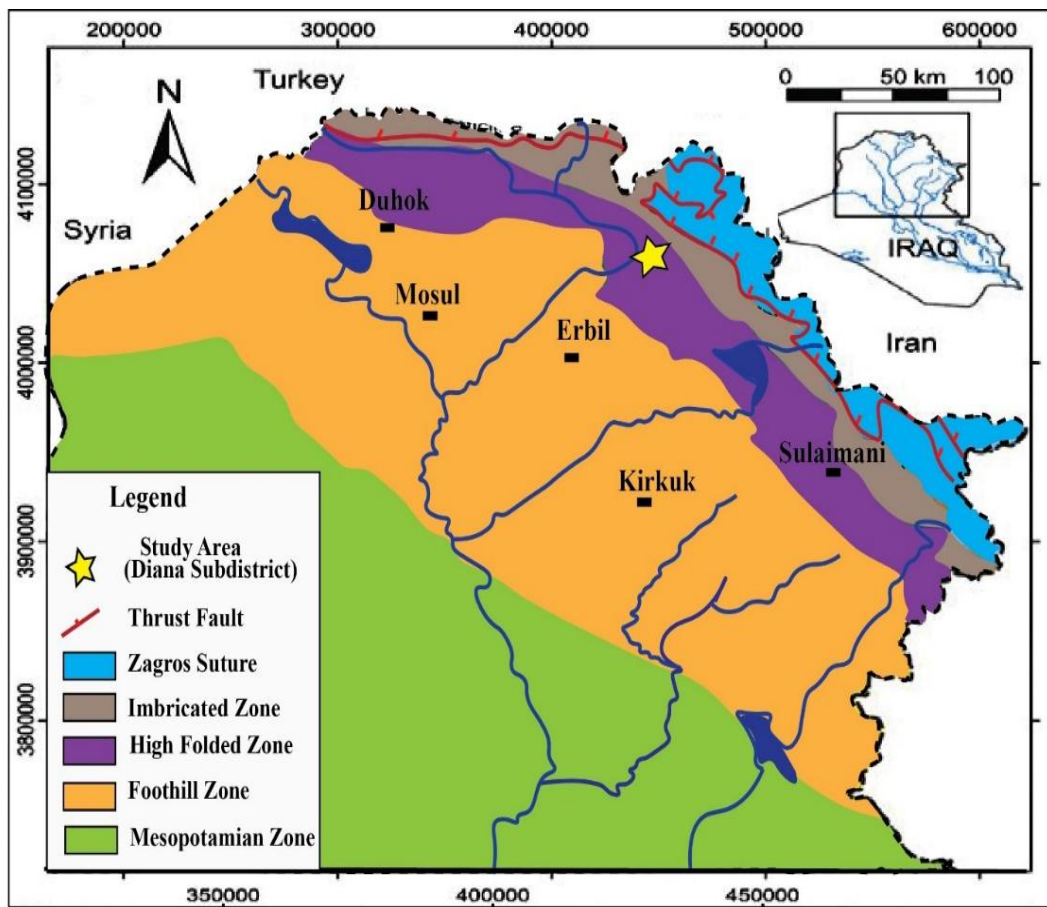 200000 300000 400000 500000 600000
Turkey
0 50 km 100
N
4100000
Duhok
Syria
IRAQ
Mosul
Erbil
Iran
4000000
Sulaimani
Kirkuk
Legend
Study Area
(Diana Subdistrict)
3900000
Thrust Fault
Zagros Suture
Imbricated Zone
3800000
High Folded Zone
Foothill Zone
Mesopotamian Zone
350000 400000 450000